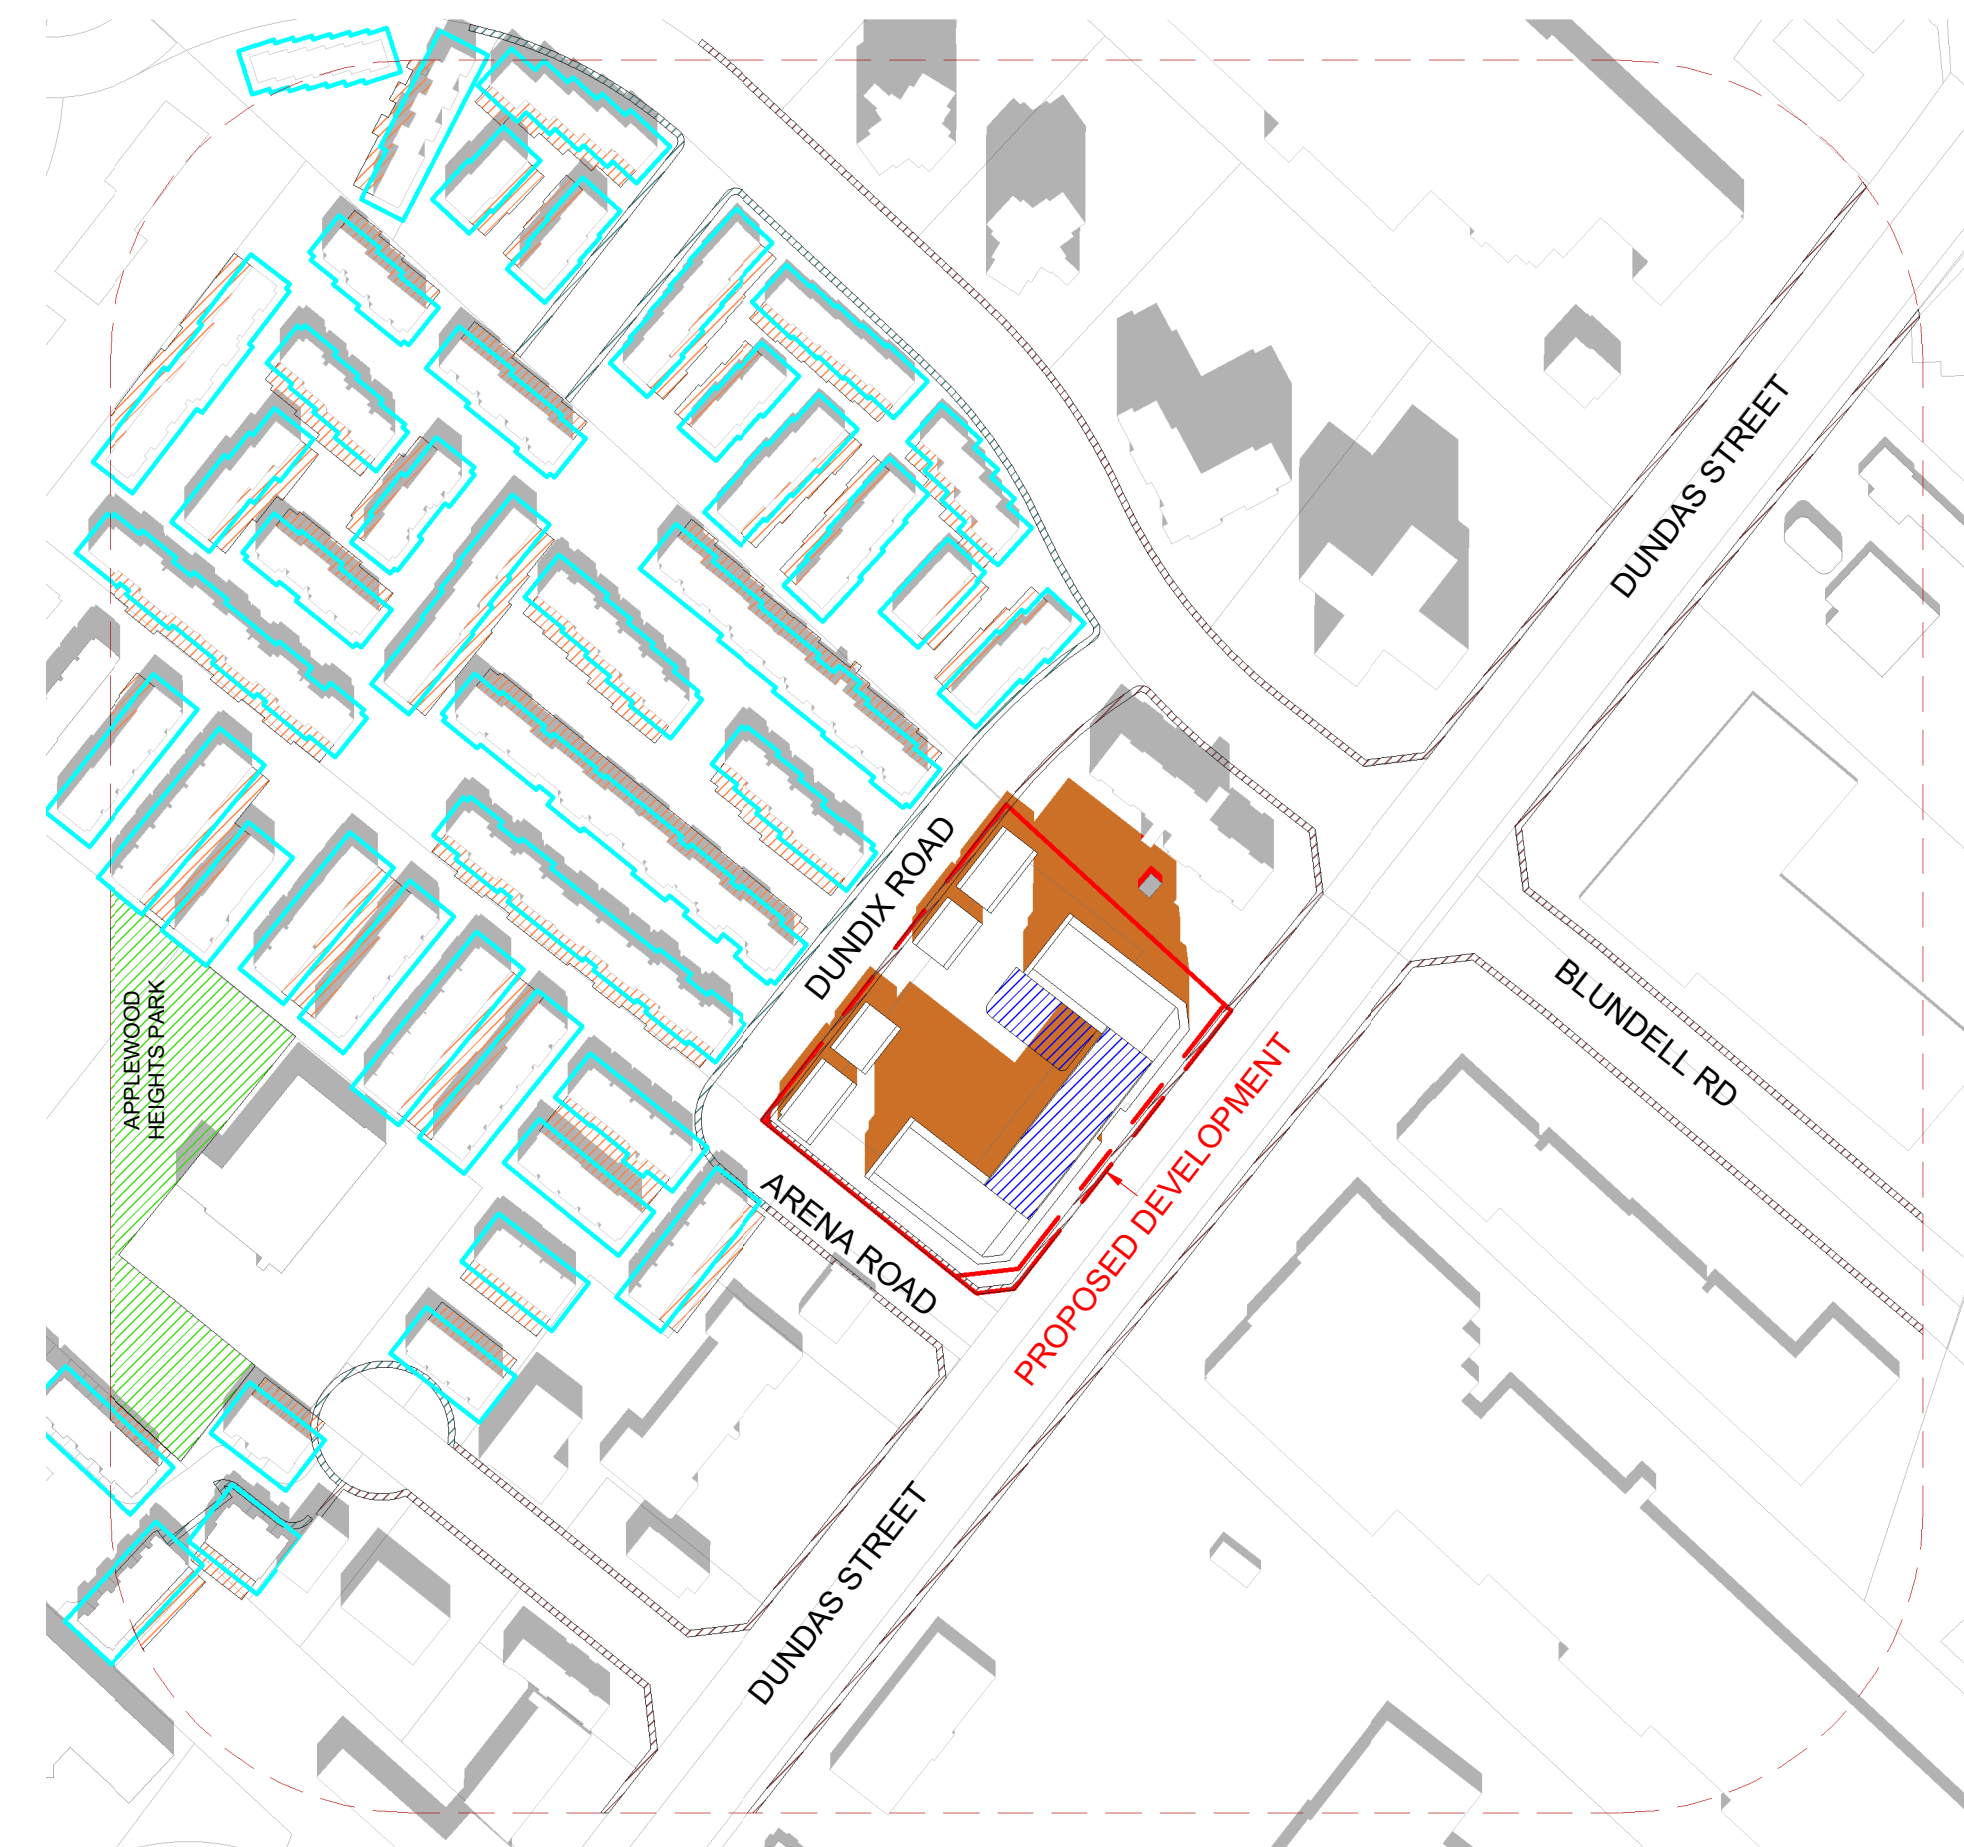 DUNDAS STREET
DUNDIX ROAD
BLUNDELL RD
APPLEWOOD
HEIGHTS PARK
ARENA ROAD
PROPOSED DEVELOPMENT
DUNDAS STREET